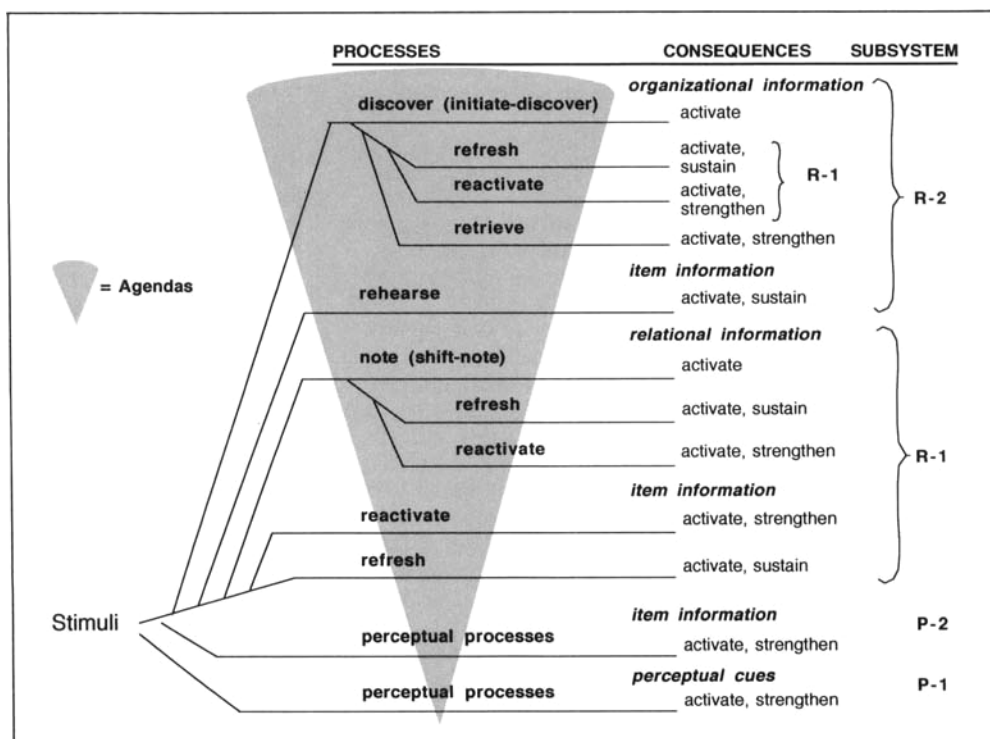 PROCESSES CONSEQUENCES SUBSYSTEM
organizational information
discover (initiate-discover) activate
refresh activate,
sustain
R-1
reactivate activate,
strengthen
R-2
retrieve activate, strengthen
= Agendas
item information
rehearse activate, sustain
relational information
note (shift-note) activate
refresh activate, sustain
reactivate activate, strengthen
R-1
item information
reactivate activate, strengthen
refresh activate, sustain
Stimuli
item information P-2
perceptual processes activate, strengthen
perceptual cues P-1
perceptual processes activate, strengthen